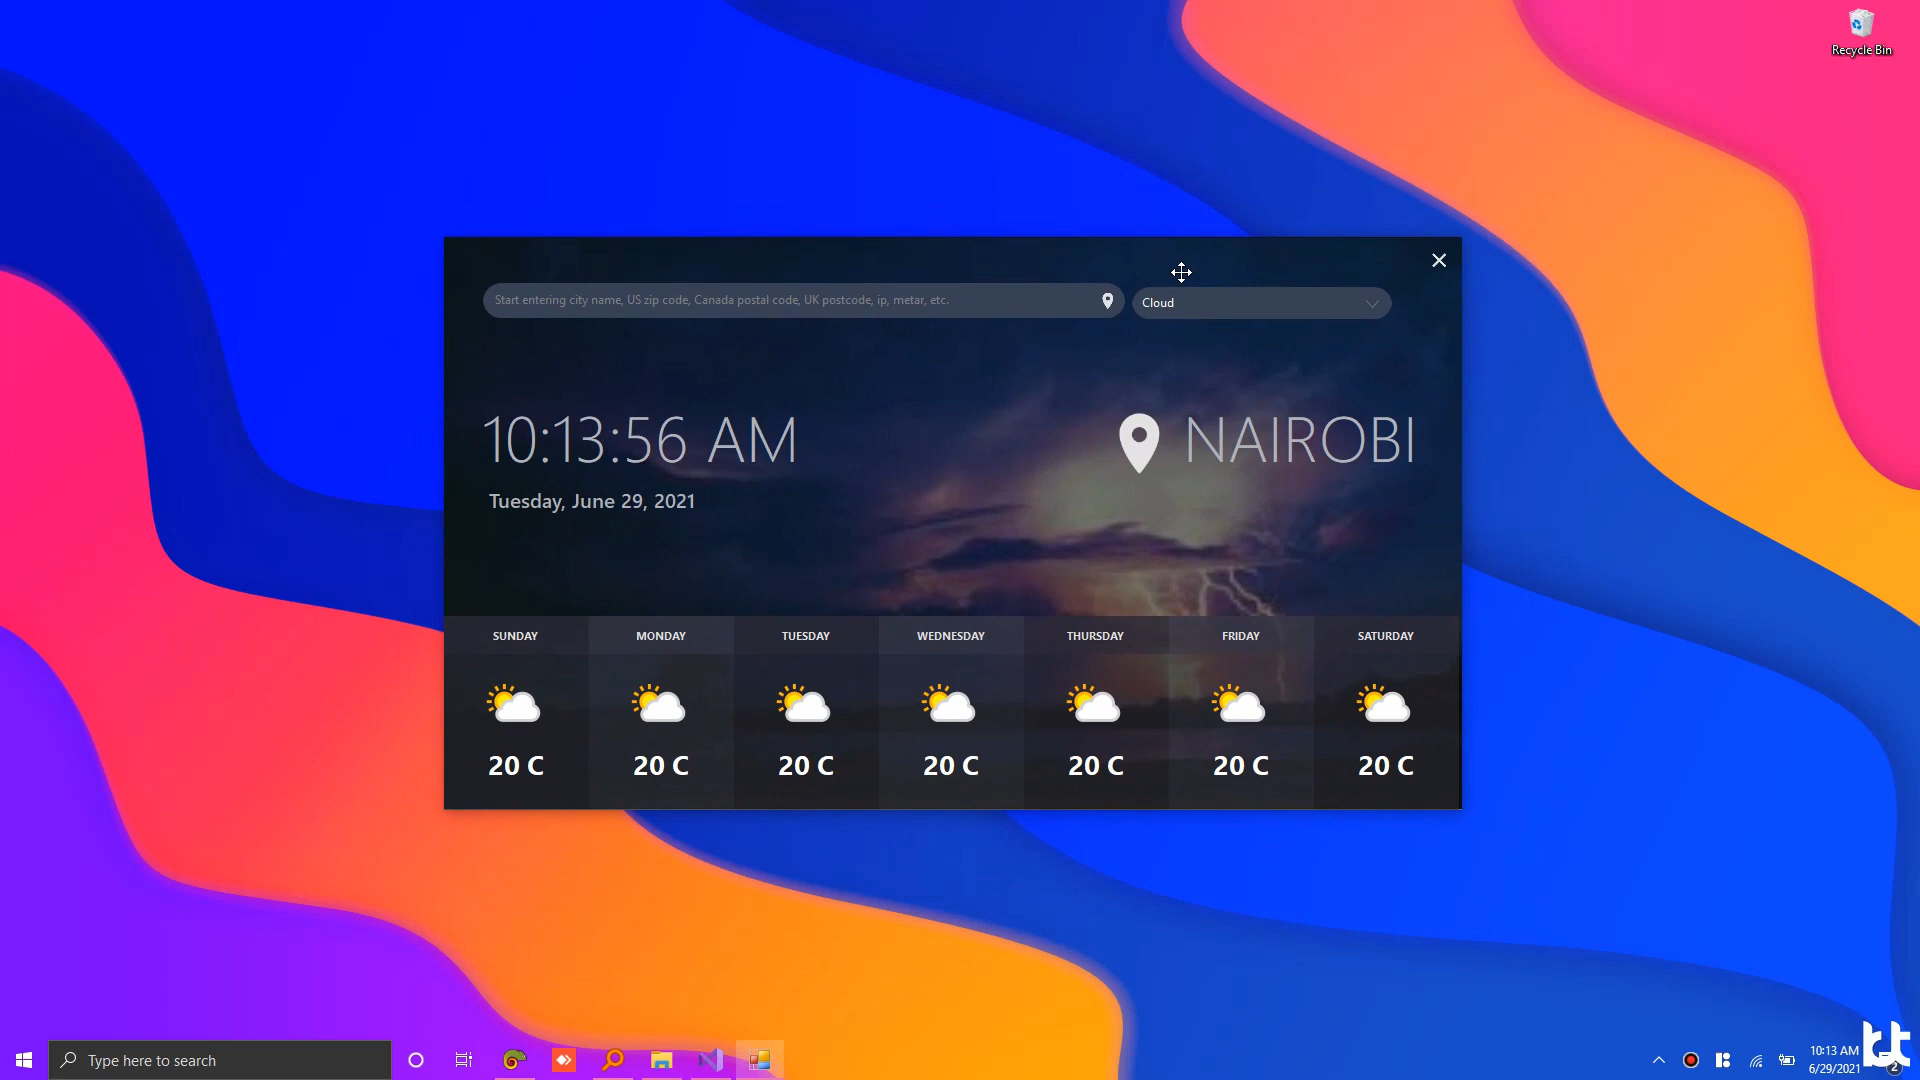 Recycle Bin
Start entering city name, US zip code, Canada postal code, UK postcode, ip, metar, etc.
Cloud
10:13:56 AM
NAIROBI
Tuesday, June 29, 2021
SUNDAY
MONDAY
TUESDAY
WEDNESDAY
THURSDAY
FRIDAY
SATURDAY
20 C
20 C
20 C
20 C
20 C
20 C
20 C
Type here to search
10:13 AM
6/29/2021
2